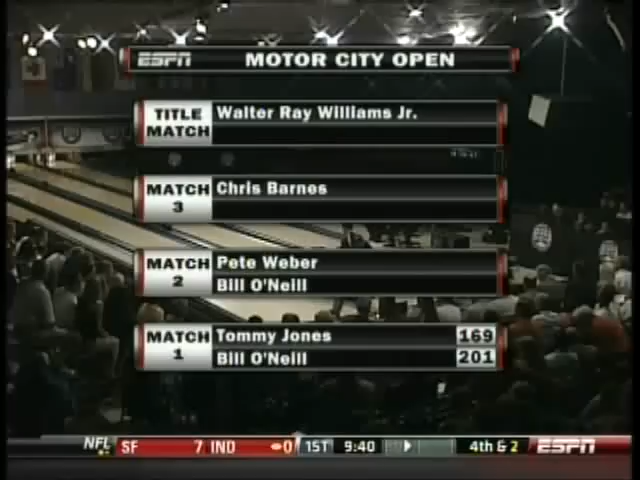 ESPN MOTOR CITY OPEN
TITLE MATCH Walter Ray Williams Jr.
MATCH 3 Chris Barnes
MATCH 2 Pete Weber
Bill O'Neill
MATCH 1 Tommy Jones 169
Bill O'Neill 201
NFL SF 7 IND 0 1ST 9:40 4th & 2 ESPN